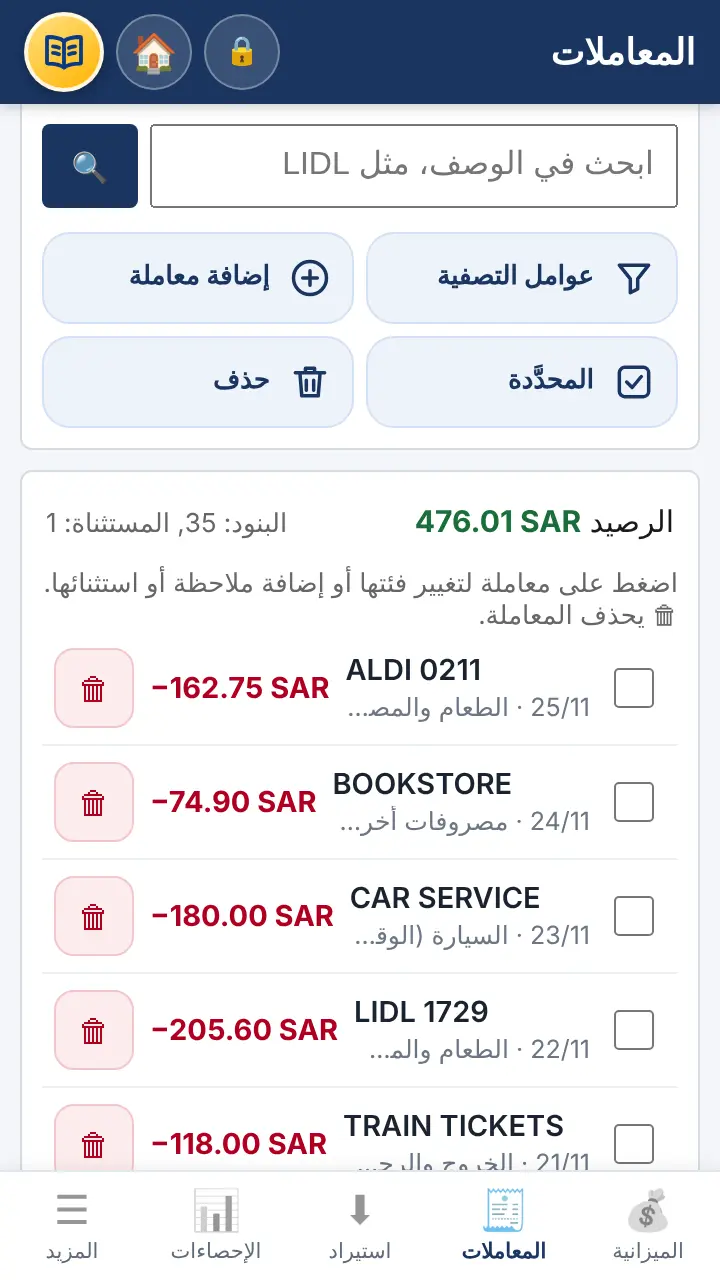 المعاملات
ابحث في الوصف، مثل LIDL
عوامل التصفية
إضافة معاملة
المحدَّدة
حذف
الرصيد 476.01 SAR
البنود: 35, المستثناة: 1
اضغط على معاملة لتغيير فئتها أو إضافة ملاحظة أو استثنائها.
🗑 يحذف المعاملة.
ALDI 0211
25/11 · الطعام والمص...
−162.75 SAR
BOOKSTORE
24/11 · مصروفات أخر...
−74.90 SAR
CAR SERVICE
23/11 · السيارة (الوق...
−180.00 SAR
LIDL 1729
22/11 · الطعام والم...
−205.60 SAR
TRAIN TICKETS
21/11 · الخروج والرح...
−118.00 SAR
الميزانية
المعاملات
استيراد
الإحصاءات
المزيد